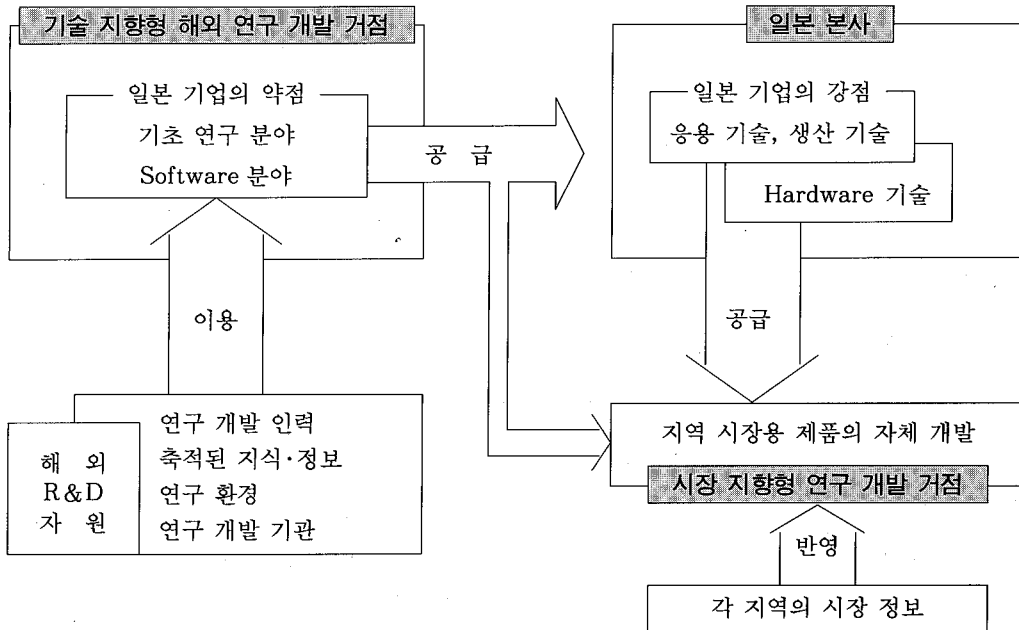 기술 지향형 해외 연구 개발 거점
일본 기업의 약점
기초 연구 분야
Software 분야
공 급
일본 본사
일본 기업의 강점
응용 기술, 생산 기술
Hardware 기술
이용
공급
해 외
R&D
자 원
연구 개발 인력
축적된 지식·정보
연구 환경
연구 개발 기관
지역 시장용 제품의 자체 개발
시장 지향형 연구 개발 거점
반영
각 지역의 시장 정보